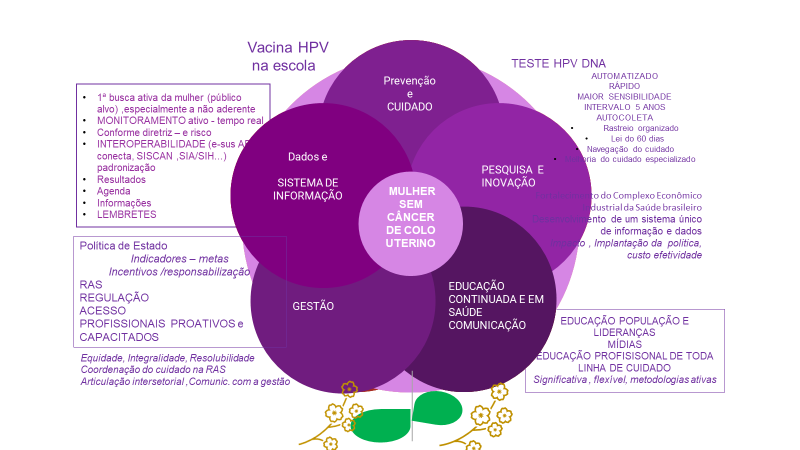 Vacina HPV
na escola
Prevenção
e
CUIDADO
TESTE HPV DNA
AUTOMATIZADO
RÁPIDO
MAIOR SENSIBILIDADE
INTERVALO 5 ANOS
AUTOCOLETA
• Rastreio organizado
• Lei do 60 dias
• Navegação do cuidado
• do cuidado especializado
• 1ª busca ativa da mulher (público
alvo) ,especialmente a não aderente
• MONITORAMENTO ativo - tempo real
• Conforme diretriz – e risco
• INTEROPERABILIDADE (e-sus
conecta, SISCAN ,SIA/SIH...)
padronização
• Resultados
• Agenda
• Informações
• LEMBRETES
Dados e
SISTEMA DE
INFORMAÇÃO
PESQUISA E
INOVAÇÃO
MULHER
SEM
CÂNCER
DE COLO
UTERINO
do Complexo Econômico
Industrial da Saúde brasileiro
de um sistema único
de informação e dados
, Implantação da política,
custo efetividade
Política de Estado
Indicadores – metas
Incentivos /responsabilização
RAS
REGULAÇÃO
ACESSO
PROFISSIONAIS PROATIVOS e
CAPACITADOS
GESTÃO
EDUCAÇÃO
CONTINUADA E EM
SAÚDE
COMUNICAÇÃO
EDUCAÇÃO POPULAÇÃO E
LIDERANÇAS
MÍDIAS
EDUCAÇÃO PROFISISONAL DE TODA
LINHA DE CUIDADO
Significativa , flexível, metodologias ativas
Equidade, Integralidade, Resolubilidade
Coordenação do cuidado na RAS
Articulação intersetorial ,Comunic. com a gestão